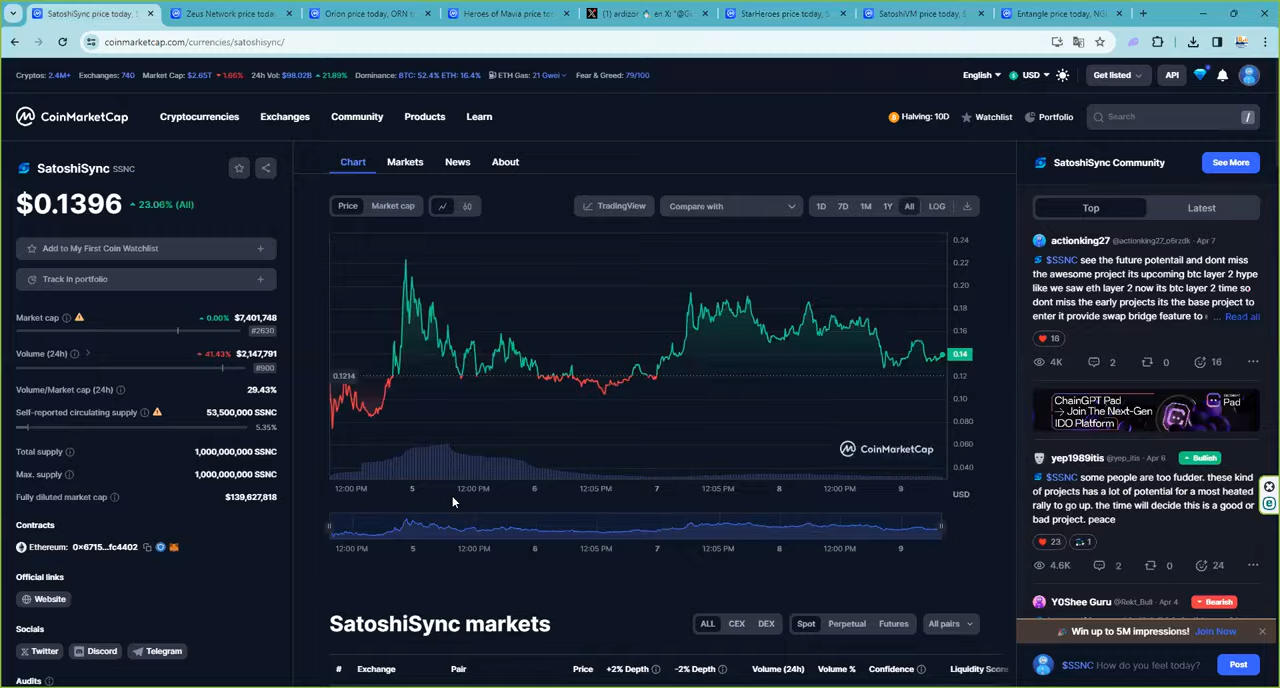 SatoshiSync price today,
Zeus Network price today
Orion price today, ORN t
Heroes of Mavia price to
(1) ardizor en X: "@G
StarHeroes price today, S
SatoshiVM price today, S
Entangle price today, NG
coinmarketcap.com/currencies/satoshisync/
Cryptos: 2.4M+ Exchanges: 740 Market Cap: $2.65T 1.66% 24h Vol: $98.02B 21.89% Dominance: BTC: 52.4% ETH: 16.4% ETH Gas: 21 Gwei Fear & Greed: 79/100
English USD Get listed API
CoinMarketCap Cryptocurrencies Exchanges Community Products Learn
Halving: 10D Watchlist Portfolio Search /
SatoshiSync SSNC
$0.1396 23.06% (All)
Add to My First Coin Watchlist +
Track in portfolio +
Market cap 0.00% $7,401,748
#2630
Volume (24h) 41.43% $2,147,791
#900
Volume/Market cap (24h) 29.43%
Self-reported circulating supply 53,500,000 SSNC
5.35%
Total supply 1,000,000,000 SSNC
Max. supply 1,000,000,000 SSNC
Fully diluted market cap $139,627,818
Contracts
Ethereum: 0x6715...fc4402
Official links
Website
Socials
Twitter Discord Telegram
Audits
Chart Markets News About
Price Market cap TradingView Compare with 1D 7D 1M 1Y All LOG
0.24
0.22
0.20
0.18
0.16
0.14
0.12
0.10
0.080
0.060
0.040
0.1214
CoinMarketCap
12:00 PM 5 12:00 PM 6 12:05 PM 7 12:05 PM 8 12:00 PM 9 USD
12:00 PM 5 12:00 PM 6 12:05 PM 7 12:05 PM 8 12:00 PM 9
SatoshiSync markets
ALL CEX DEX Spot Perpetual Futures All pairs
# Exchange Pair Price +2% Depth -2% Depth Volume (24h) Volume % Confidence Liquidity Score
SatoshiSync Community See More
Top Latest
actionking27 @actionking27_o6rzdk · Apr 7
$SSNC see the future potentail and dont miss
the awesome project its upcoming btc layer 2 hype
like we saw eth layer 2 now its btc layer 2 time so
dont miss the early projects its the base project to
enter it provide swap bridge feature to ... Read all
16
4K 2 0 16
ChainGPT Pad
→ Join The Next-Gen
IDO Platform
Pad
yep1989itis @yep_itis · Apr 6 Bullish
$SSNC some people are too fudder. these kind
of projects has a lot of potential for a most heated
rally to go up. the time will decide this is a good or
bad project. peace
23 1
4.6K 2 0 24
Y0Shee Guru @Rekt_Bull · Apr 4 Bearish
Win up to 5M impressions! Join Now
$SSNC How do you feel today? Post